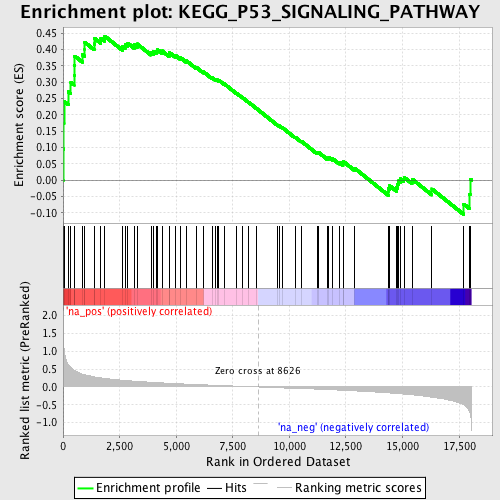 Enrichment plot: KEGG_P53_SIGNALING_PATHWAY
Enrichment score (ES)
0.45
0.40
0.35
0.30
0.25
0.20
0.15
0.10
0.05
0.00
-0.05
-0.10
'na_pos' (positively correlated)
Ranked list metric (PreRanked)
2.0
1.5
1.0
0.5
0.0
-0.5
-1.0
Zero cross at 8626
'na_neg' (negatively correlated)
0
2,500
5,000
7,500
10,000
12,500
15,000
17,500
Rank in Ordered Dataset
Enrichment profile
Hits
Ranking metric scores